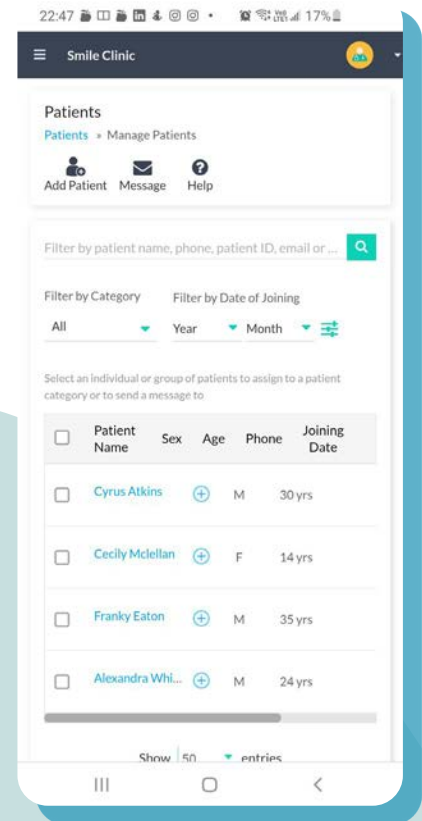 22:47 17%
Smile Clinic
Patients
Patients » Manage Patients
Add Patient Message Help
Filter by patient name, phone, patient ID, email or ...
Filter by Category Filter by Date of Joining
All Year Month
Select an individual or group of patients to assign to a patient
category or to send a message to
Patient Name Sex Age Phone Joining Date
Cyrus Atkins M 30 yrs
Cecily Mclellan F 14 yrs
Franky Eaton M 35 yrs
Alexandra Whi... M 24 yrs
Show 50 entries